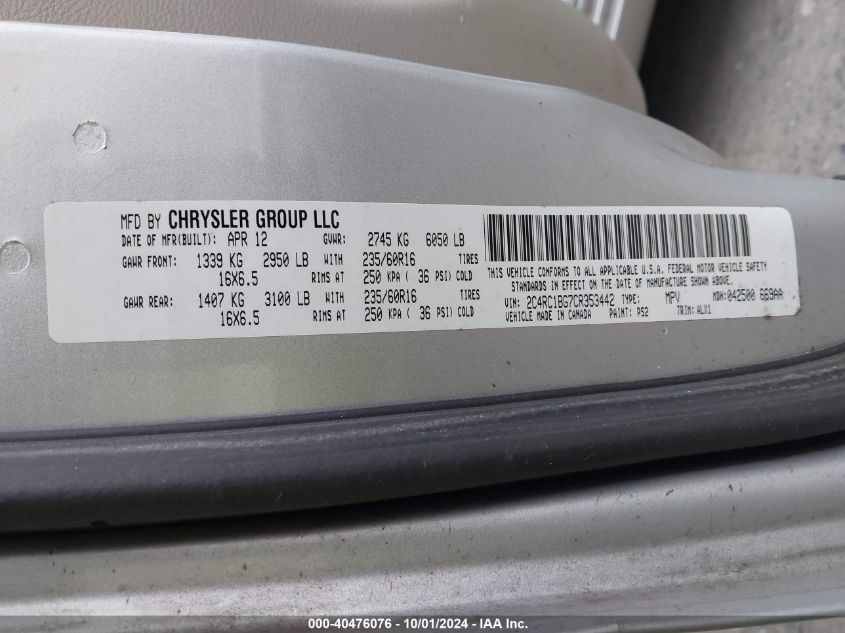 MFD BY CHRYSLER GROUP LLC
DATE OF MFR(BUILT): APR 12 GVWR: 2745 KG 6050 LB
GAWR FRONT: 1339 KG 2950 LB WITH 235/60R16 TIRES
16X6.5 RIMS AT 250 KPA ( 36 PSI) COLD
GAWR REAR: 1407 KG 3100 LB WITH 235/60R16 TIRES
16X6.5 RIMS AT 250 KPA ( 36 PSI) COLD
THIS VEHICLE CONFORMS TO ALL APPLICABLE U.S.A. FEDERAL MOTOR VEHICLE SAFETY
STANDARDS IN EFFECT ON THE DATE OF MANUFACTURE SHOWN ABOVE.
VIN: 2C4RC1BG7CR353442 TYPE: MPV MDH: 042500 669AA
VEHICLE MADE IN CANADA PAINT: PS2 TRIM: ALX1
000-40476076 - 10/01/2024 - IAA Inc.